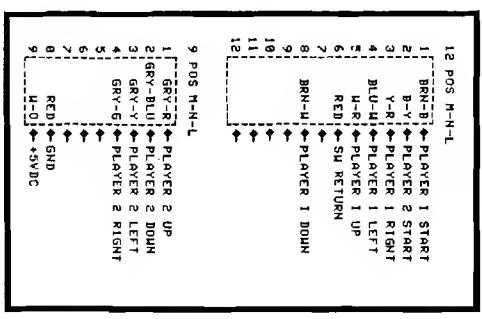 12 POS M-N-L
1 BRN-B PLAYER 1 START
2 B-Y PLAYER 2 START
3 Y-R PLAYER 1 RIGNT
4 BLU-W PLAYER 1 LEFT
5 W-R PLAYER 1 UP
6 RED SW RETURN
7
8 BRN-W PLAYER 1 DOWN
9
10
11
12
9 POS M-N-L
1 GRY-R PLAYER 2 UP
2 GRY-BLU PLAYER 2 DOWN
3 GRY-Y PLAYER 2 LEFT
4 GRY-G PLAYER 2 RIGNT
5
6
7
8 RED GND
9 W-O +5VDC